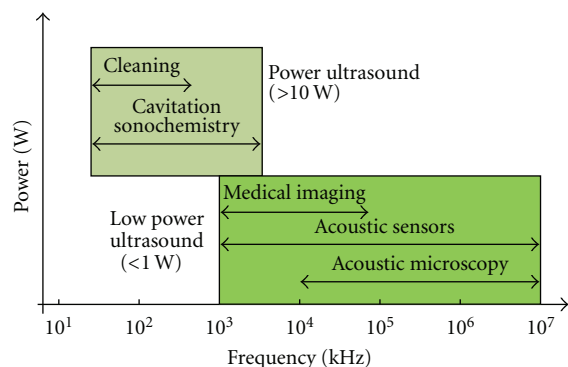 Power (W)
Cleaning
Cavitation
sonochemistry
Power ultrasound
(>10 W)
Low power
ultrasound
(<1 W)
Medical imaging
Acoustic sensors
Acoustic microscopy
10¹ 10² 10³ 10⁴ 10⁵ 10⁶ 10⁷
Frequency (kHz)